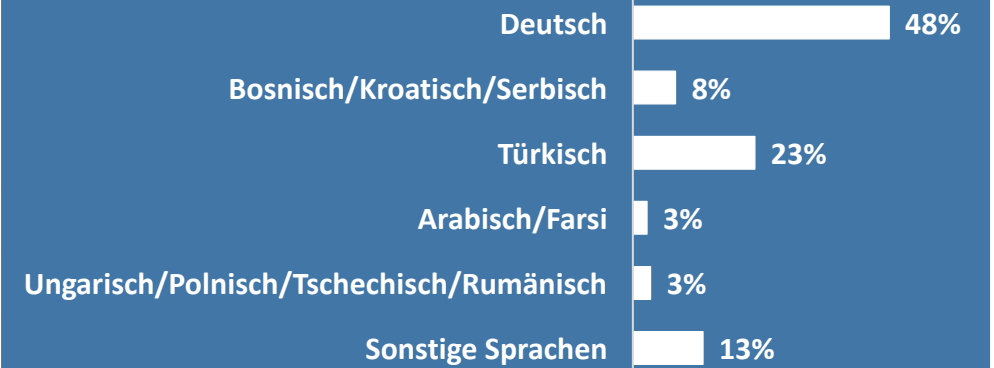 Deutsch 48%
Bosnisch/Kroatisch/Serbisch 8%
Türkisch 23%
Arabisch/Farsi 3%
Ungarisch/Polnisch/Tschechisch/Rumänisch 3%
Sonstige Sprachen 13%